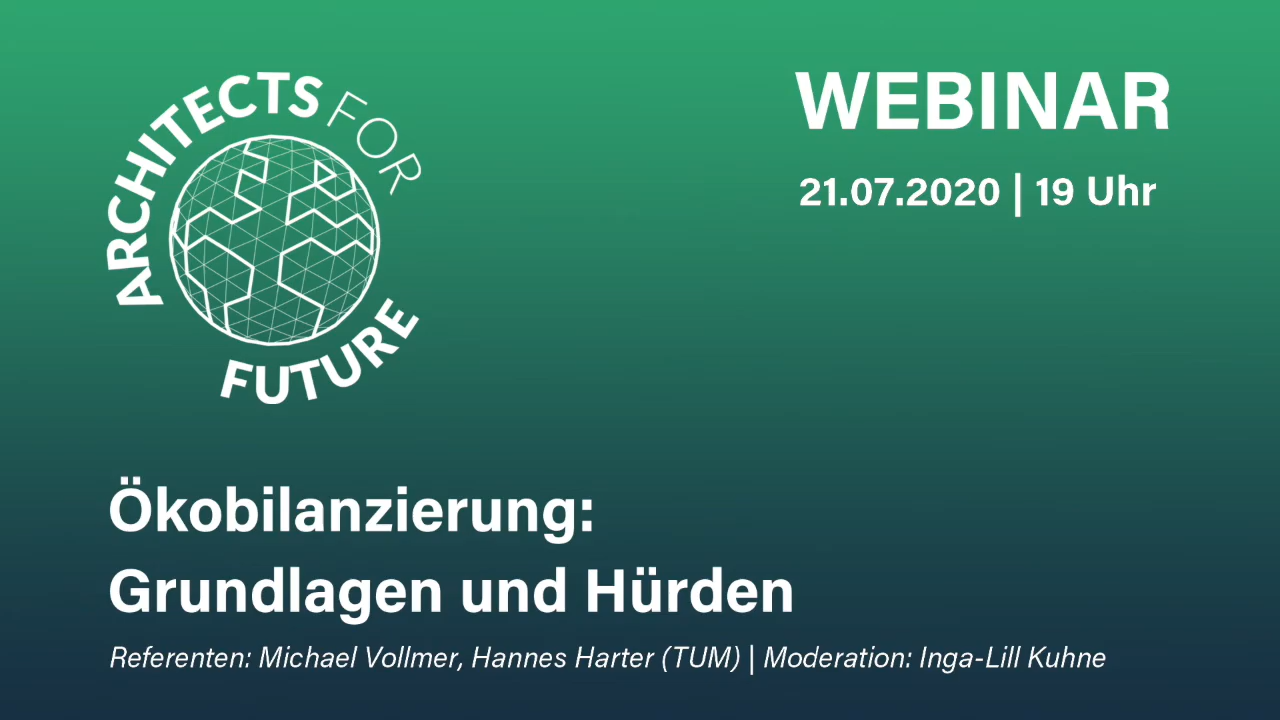 ARCHITECTS FOR
FUTURE
WEBINAR
21.07.2020 | 19 Uhr
Ökobilanzierung:
Grundlagen und Hürden
Referenten: Michael Vollmer, Hannes Harter (TUM) | Moderation: Inga-Lill Kuhne